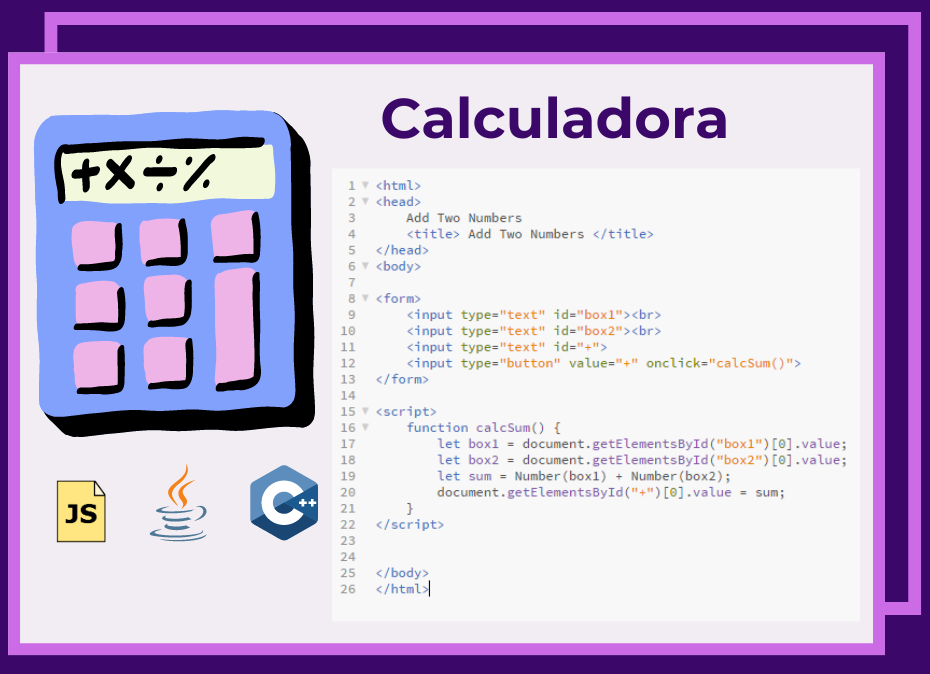 Calculadora
+×÷%
1 <html>
2 <head>
3 Add Two Numbers
4 <title> Add Two Numbers </title>
5 </head>
6 <body>
7
8 <form>
9 <input type="text" id="box1"><br>
10 <input type="text" id="box2"><br>
11 <input type="text" id="+">
12 <input type="button" value="+" onclick="calcSum()">
13 </form>
14
15 <script>
16 function calcSum() {
17 let box1 = document.getElementsById("box1")[0].value;
18 let box2 = document.getElementsById("box2")[0].value;
19 let sum = Number(box1) + Number(box2);
20 document.getElementsById("+")[0].value = sum;
21 }
22 </script>
23
24
25 </body>
26 </html>
JS
C++